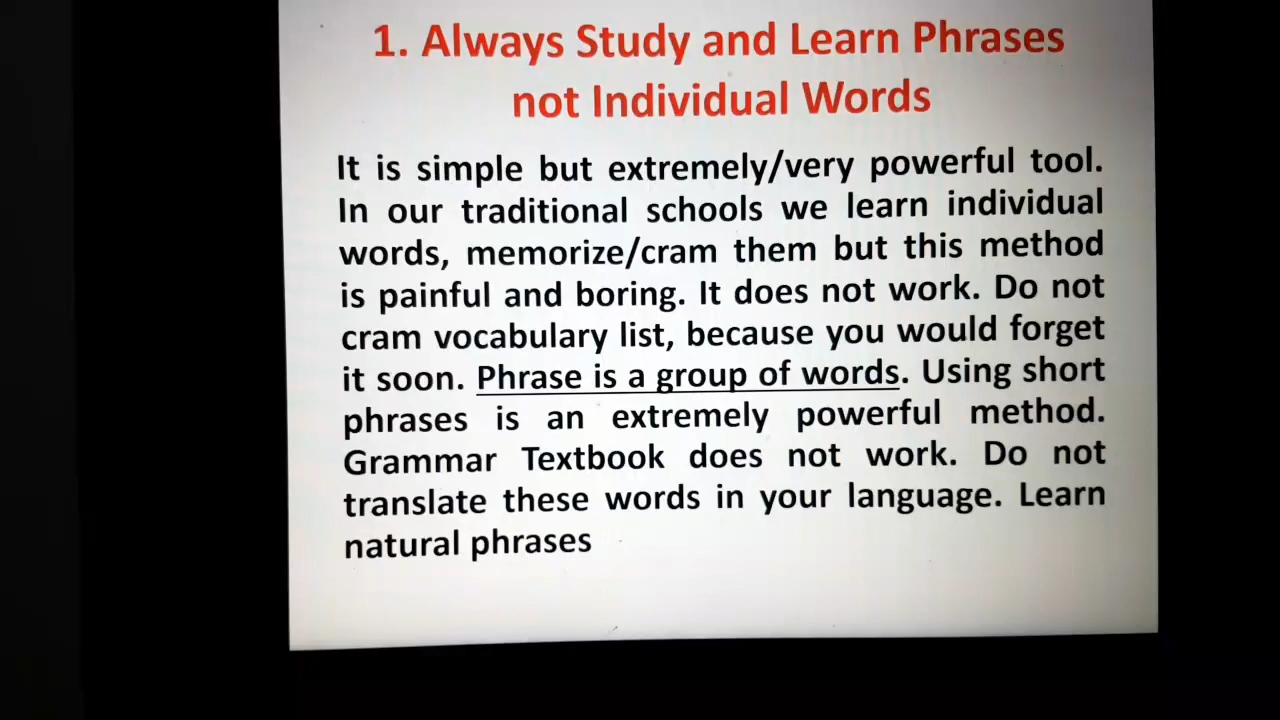 1. Always Study and Learn Phrases
not Individual Words
It is simple but extremely/very powerful tool.
In our traditional schools we learn individual
words, memorize/cram them but this method
is painful and boring. It does not work. Do not
cram vocabulary list, because you would forget
it soon. Phrase is a group of words. Using short
phrases is an extremely powerful method.
Grammar Textbook does not work. Do not
translate these words in your language. Learn
natural phrases